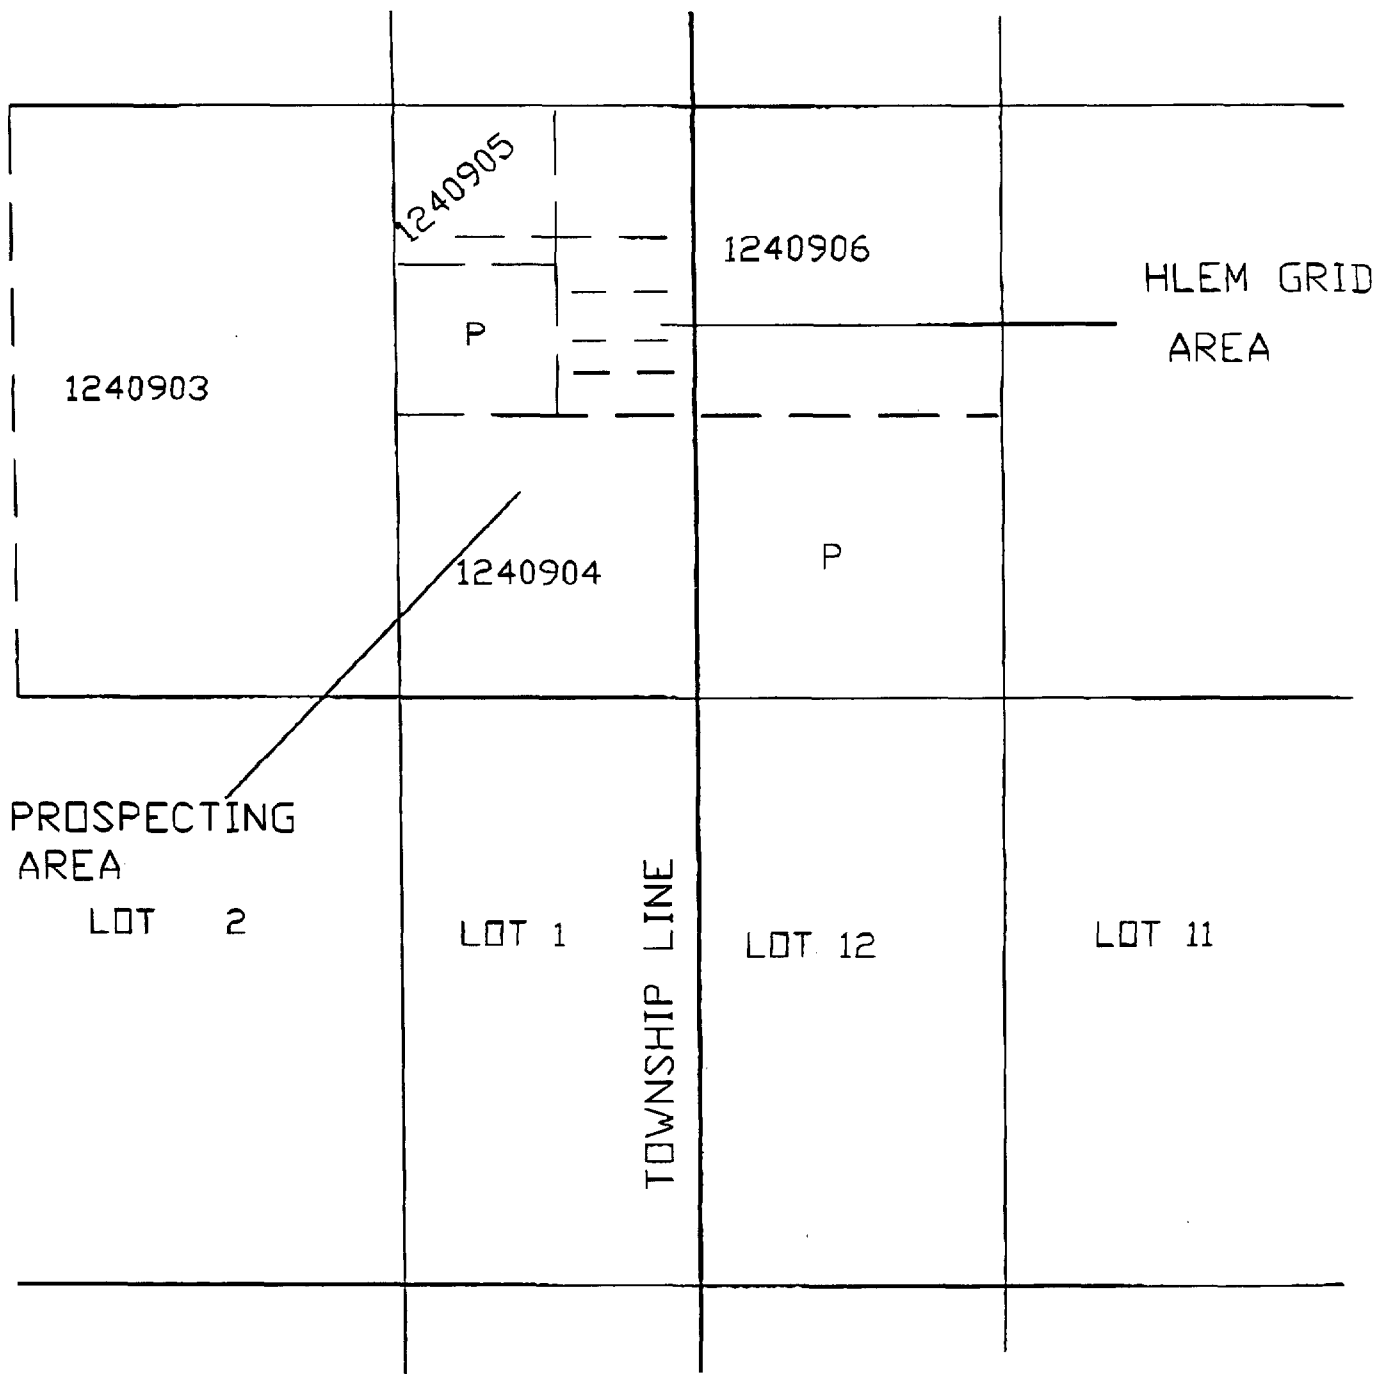 1240905
1240906
HLEM GRID
AREA
P
1240903
P
1240904
PROSPECTING
AREA
LOT 2
LOT 1
TOWNSHIP LINE
LOT 12
LOT 11